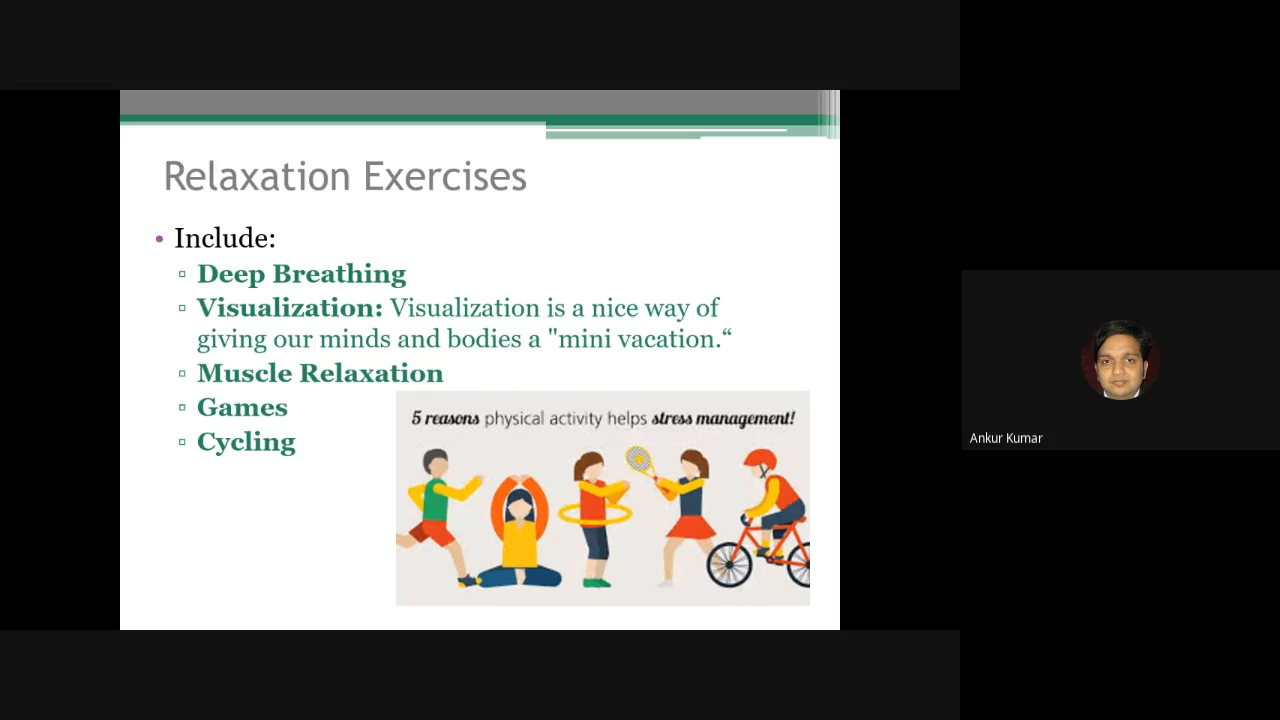 Relaxation Exercises
• Include:
▫ Deep Breathing
▫ Visualization: Visualization is a nice way of
giving our minds and bodies a "mini vacation.“
▫ Muscle Relaxation
▫ Games
▫ Cycling
5 reasons physical activity helps stress management!
Ankur Kumar